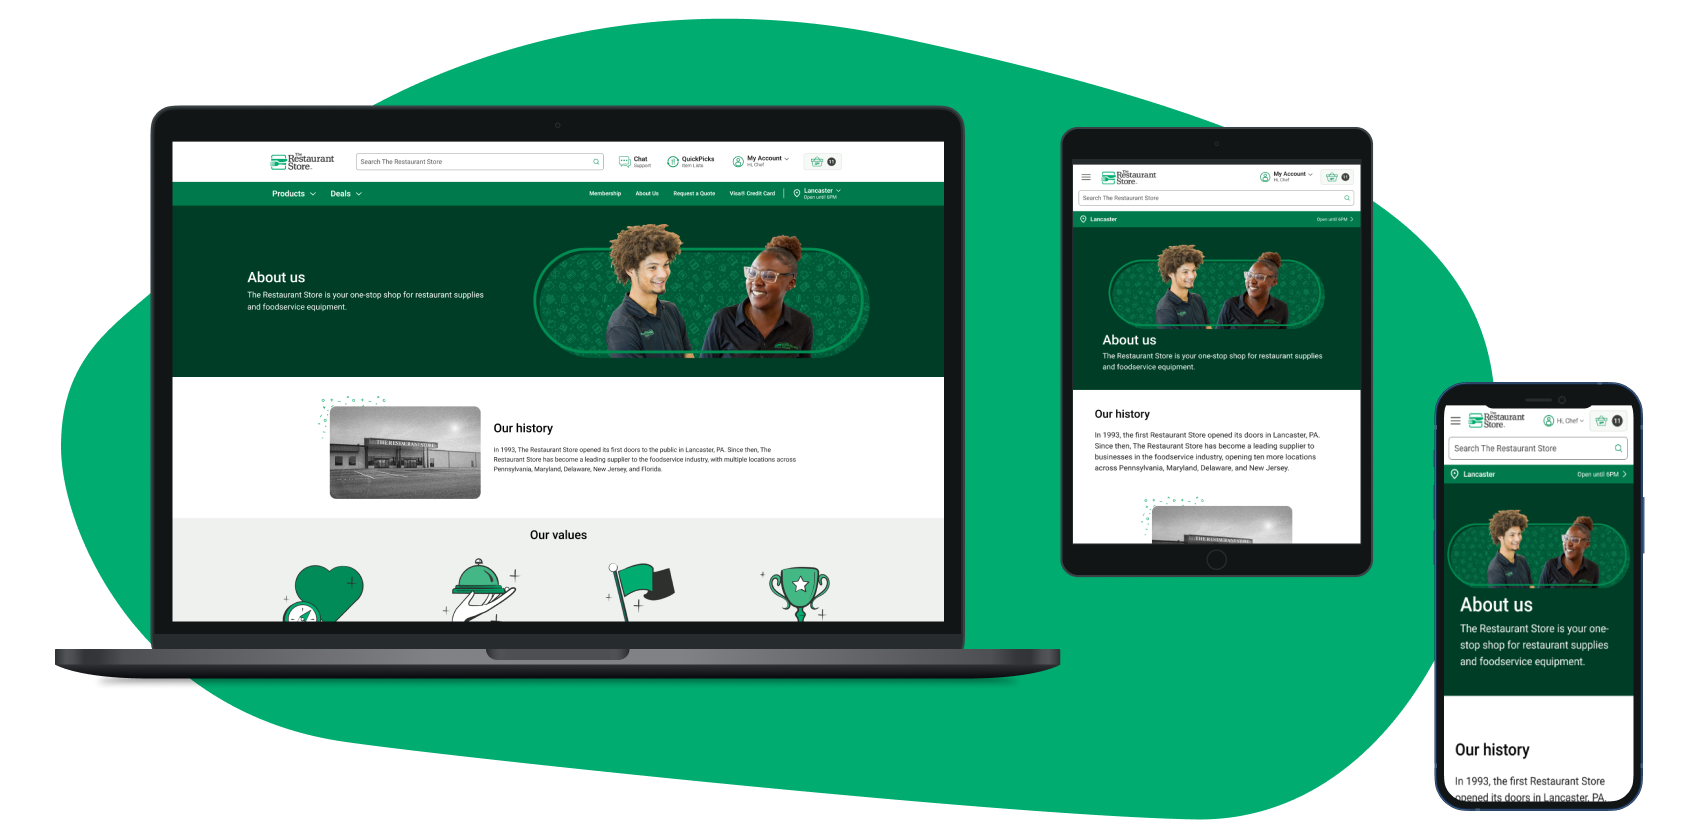 The
Restaurant
Store.
Search The Restaurant Store
Chat
Support
QuickPicks
Item Lists
My Account
Hi, Chef
11
Products
Deals
Membership
About Us
Request a Quote
Visa® Credit Card
Lancaster
Open until 6PM
About us
The Restaurant Store is your one-stop shop for restaurant supplies
and foodservice equipment.
THE RESTAURANT STORE
Our history
In 1993, The Restaurant Store opened its first doors to the public in Lancaster, PA. Since then, The
Restaurant Store has become a leading supplier to the foodservice industry, with multiple locations across
Pennsylvania, Maryland, Delaware, New Jersey, and Florida.
Our values
The
Restaurant
Store.
My Account
Hi, Chef
11
Search The Restaurant Store
Lancaster
Open until 6PM
About us
The Restaurant Store is your one-stop shop for restaurant supplies
and foodservice equipment.
Our history
In 1993, the first Restaurant Store opened its doors in Lancaster, PA.
Since then, The Restaurant Store has become a leading supplier to
businesses in the foodservice industry, opening ten more locations
across Pennsylvania, Maryland, Delaware, and New Jersey.
THE RESTAURANT STORE
The
Restaurant
Store.
Hi, Chef
11
Search The Restaurant Store
Lancaster
Open until 6PM
About us
The Restaurant Store is your one-
stop shop for restaurant supplies
and foodservice equipment.
Our history
In 1993, the first Restaurant Store
opened its doors in Lancaster, PA.